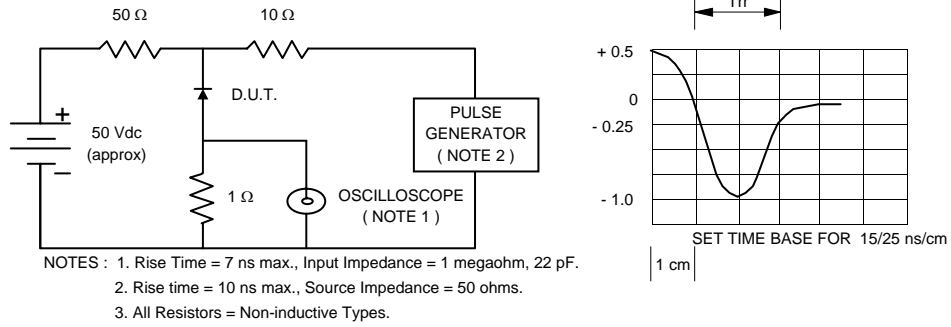 50 Ω
10 Ω
+
50 Vdc
(approx)
−
D.U.T.
1 Ω
OSCILLOSCOPE
( NOTE 1 )
PULSE
GENERATOR
( NOTE 2 )
+ 0.5
0
- 0.25
- 1.0
SET TIME BASE FOR 15/25 ns/cm
1 cm
NOTES : 1. Rise Time = 7 ns max., Input Impedance = 1 megaohm, 22 pF.
2. Rise time = 10 ns max., Source Impedance = 50 ohms.
3. All Resistors = Non-inductive Types.